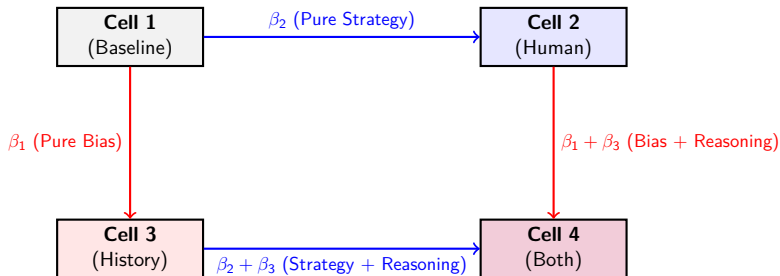 Cell 1
(Baseline)
β₂ (Pure Strategy)
Cell 2
(Human)
β₁ (Pure Bias)
β₁ + β₃ (Bias + Reasoning)
Cell 3
(History)
β₂ + β₃ (Strategy + Reasoning)
Cell 4
(Both)